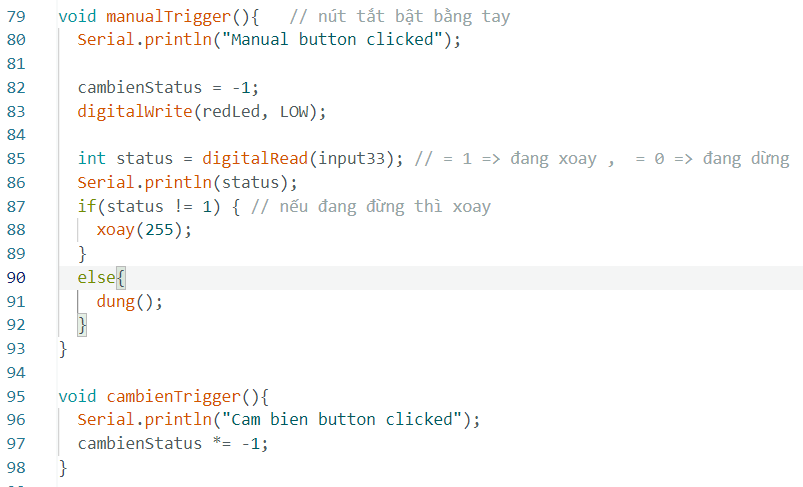 79 void manualTrigger(){   // nút tắt bật bằng tay
80   Serial.println("Manual button clicked");
81
82   cambienStatus = -1;
83   digitalWrite(redLed, LOW);
84
85   int status = digitalRead(input33); // = 1 => đang xoay ,  = 0 => đang dừng
86   Serial.println(status);
87   if(status != 1) { // nếu đang đừng thì xoay
88     xoay(255);
89   }
90   else{
91     dung();
92   }
93 }
94
95 void cambienTrigger(){
96   Serial.println("Cam bien button clicked");
97   cambienStatus *= -1;
98 }